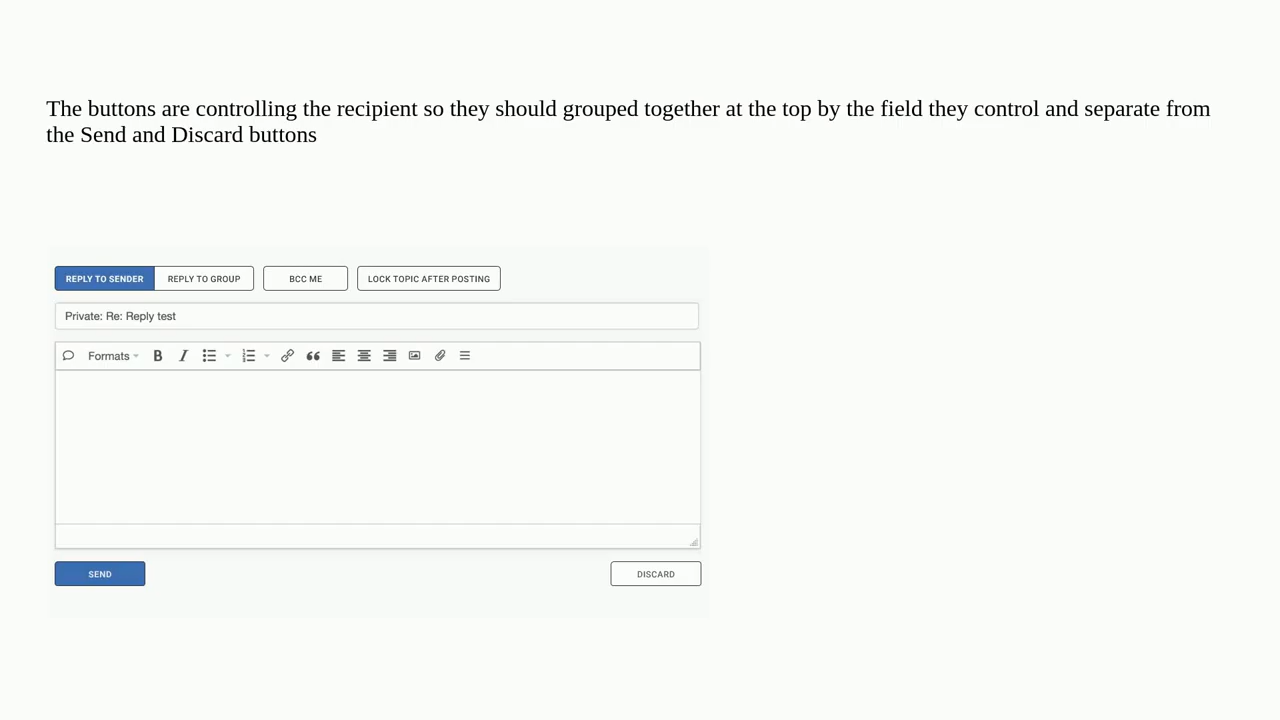 The buttons are controlling the recipient so they should grouped together at the top by the field they control and separate from
the Send and Discard buttons
REPLY TO SENDER REPLY TO GROUP BCC ME LOCK TOPIC AFTER POSTING
Private: Re: Reply test
Formats B I
SEND DISCARD